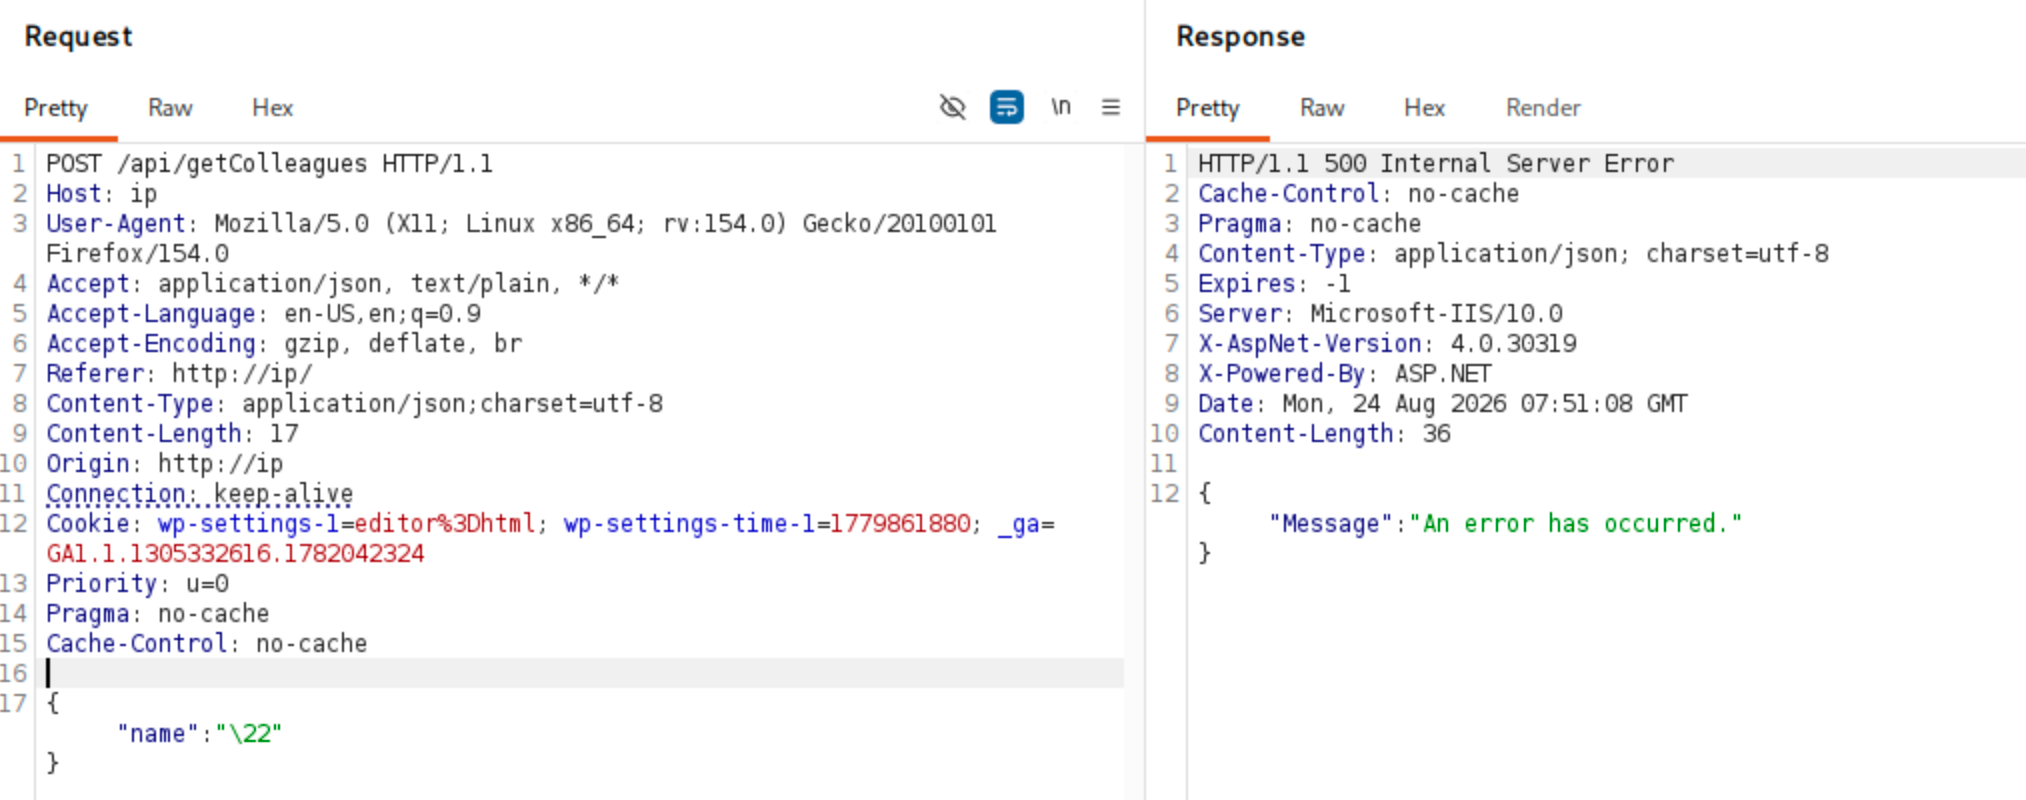 Request
Pretty Raw Hex \n
1 POST /api/getColleagues HTTP/1.1
2 Host: ip
3 User-Agent: Mozilla/5.0 (X11; Linux x86_64; rv:154.0) Gecko/20100101
Firefox/154.0
4 Accept: application/json, text/plain, */*
5 Accept-Language: en-US,en;q=0.9
6 Accept-Encoding: gzip, deflate, br
7 Referer: http://ip/
8 Content-Type: application/json;charset=utf-8
9 Content-Length: 17
10 Origin: http://ip
11 Connection: keep-alive
12 Cookie: wp-settings-1=editor%3Dhtml; wp-settings-time-1=1779861880; _ga=
GA1.1.1305332616.1782042324
13 Priority: u=0
14 Pragma: no-cache
15 Cache-Control: no-cache
16
17 {
"name":"\22"
}
Response
Pretty Raw Hex Render
1 HTTP/1.1 500 Internal Server Error
2 Cache-Control: no-cache
3 Pragma: no-cache
4 Content-Type: application/json; charset=utf-8
5 Expires: -1
6 Server: Microsoft-IIS/10.0
7 X-AspNet-Version: 4.0.30319
8 X-Powered-By: ASP.NET
9 Date: Mon, 24 Aug 2026 07:51:08 GMT
10 Content-Length: 36
11
12 {
"Message":"An error has occurred."
}